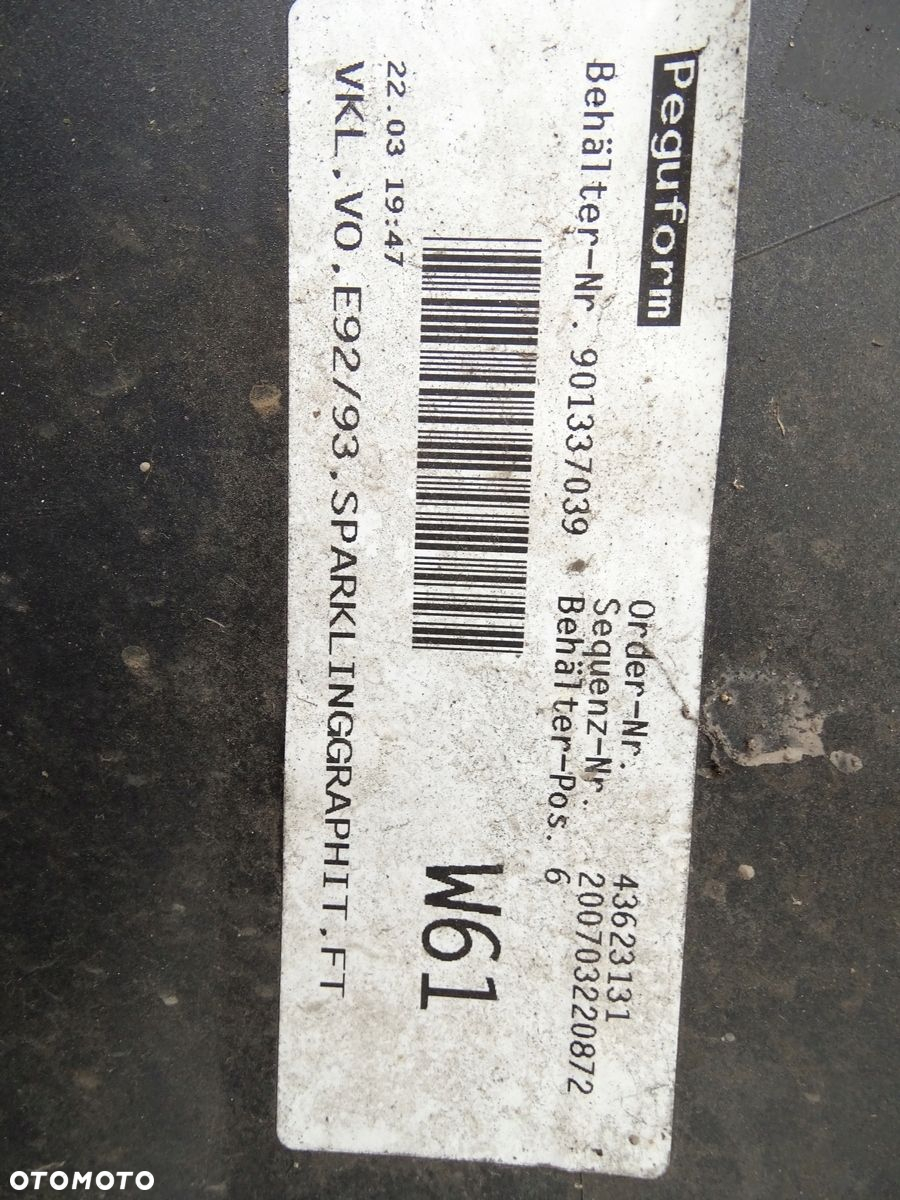 Peguform
Order-Nr. 43623131
Behälter-Nr. 901337039
Sequenz-Nr. 200703220872
Behälter-Pos. 6
W61
22.03 19:47
VKL,VO,E92/93,SPARKLINGGRAPHIT,FT
OTOMOTO